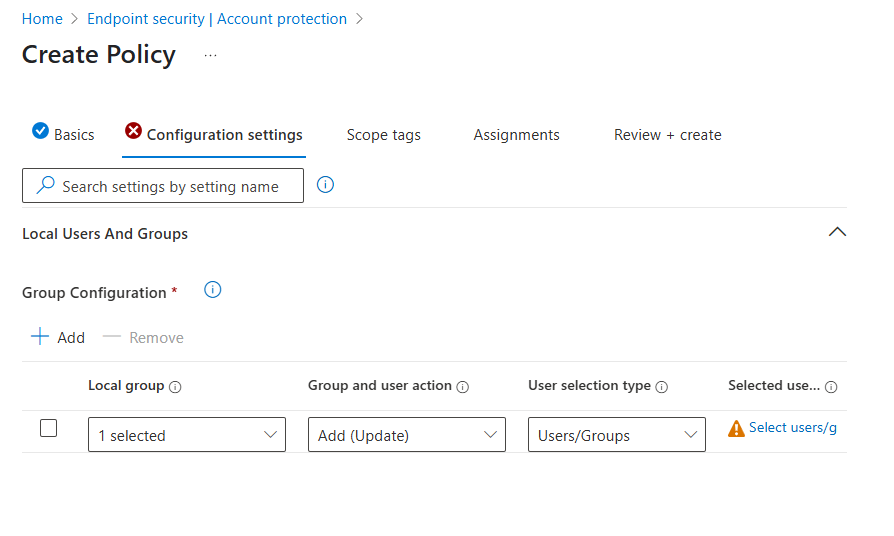 Home > Endpoint security | Account protection >
Create Policy ...
Basics Configuration settings Scope tags Assignments Review + create
Search settings by setting name
Local Users And Groups
Group Configuration *
+ Add — Remove
Local group Group and user action User selection type Selected use...
1 selected Add (Update) Users/Groups Select users/g